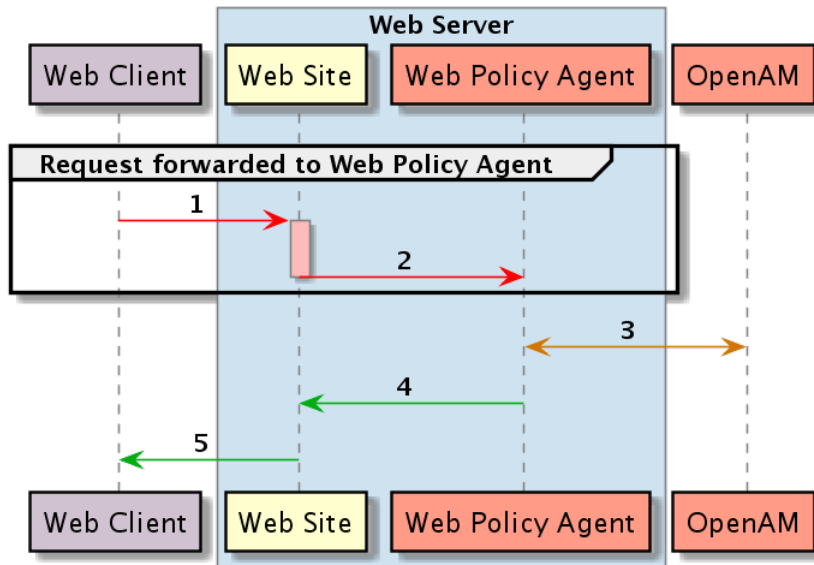 Web Server
Web Client
Web Site
Web Policy Agent
OpenAM
Request forwarded to Web Policy Agent
1
2
3
4
5
Web Client
Web Site
Web Policy Agent
OpenAM